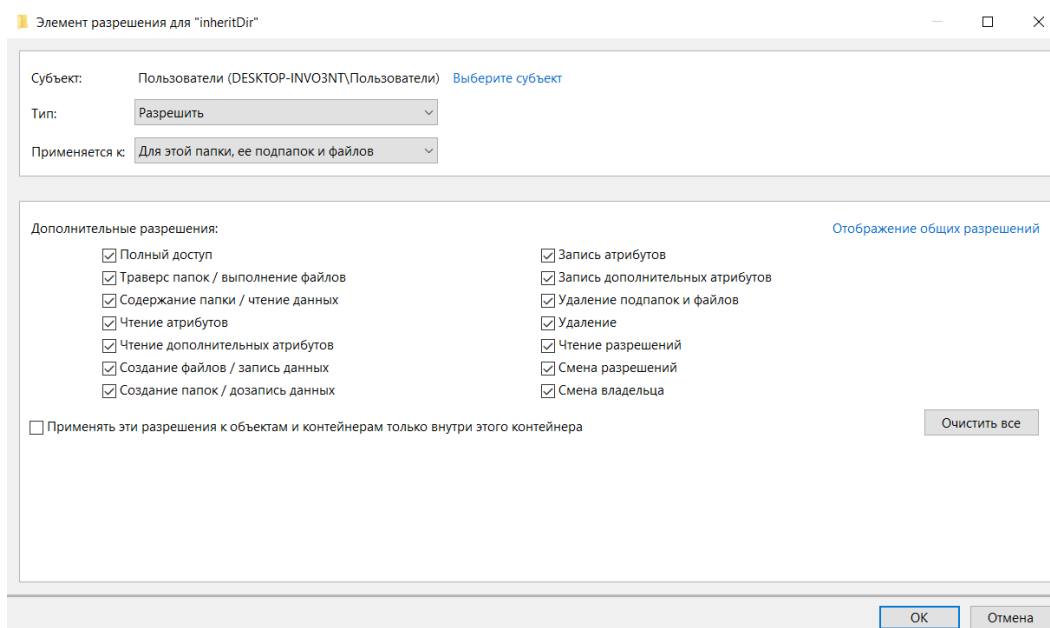 Элемент разрешения для "inheritDir"
Субъект: Пользователи (DESKTOP-INVO3NT\Пользователи) Выберите субъект
Тип: Разрешить
Применяется к: Для этой папки, ее подпапок и файлов
Дополнительные разрешения: Отображение общих разрешений
Полный доступ Запись атрибутов
Траверс папок / выполнение файлов Запись дополнительных атрибутов
Содержание папки / чтение данных Удаление подпапок и файлов
Чтение атрибутов Удаление
Чтение дополнительных атрибутов Чтение разрешений
Создание файлов / запись данных Смена разрешений
Создание папок / дозапись данных Смена владельца
Применять эти разрешения к объектам и контейнерам только внутри этого контейнера Очистить все
ОК Отмена